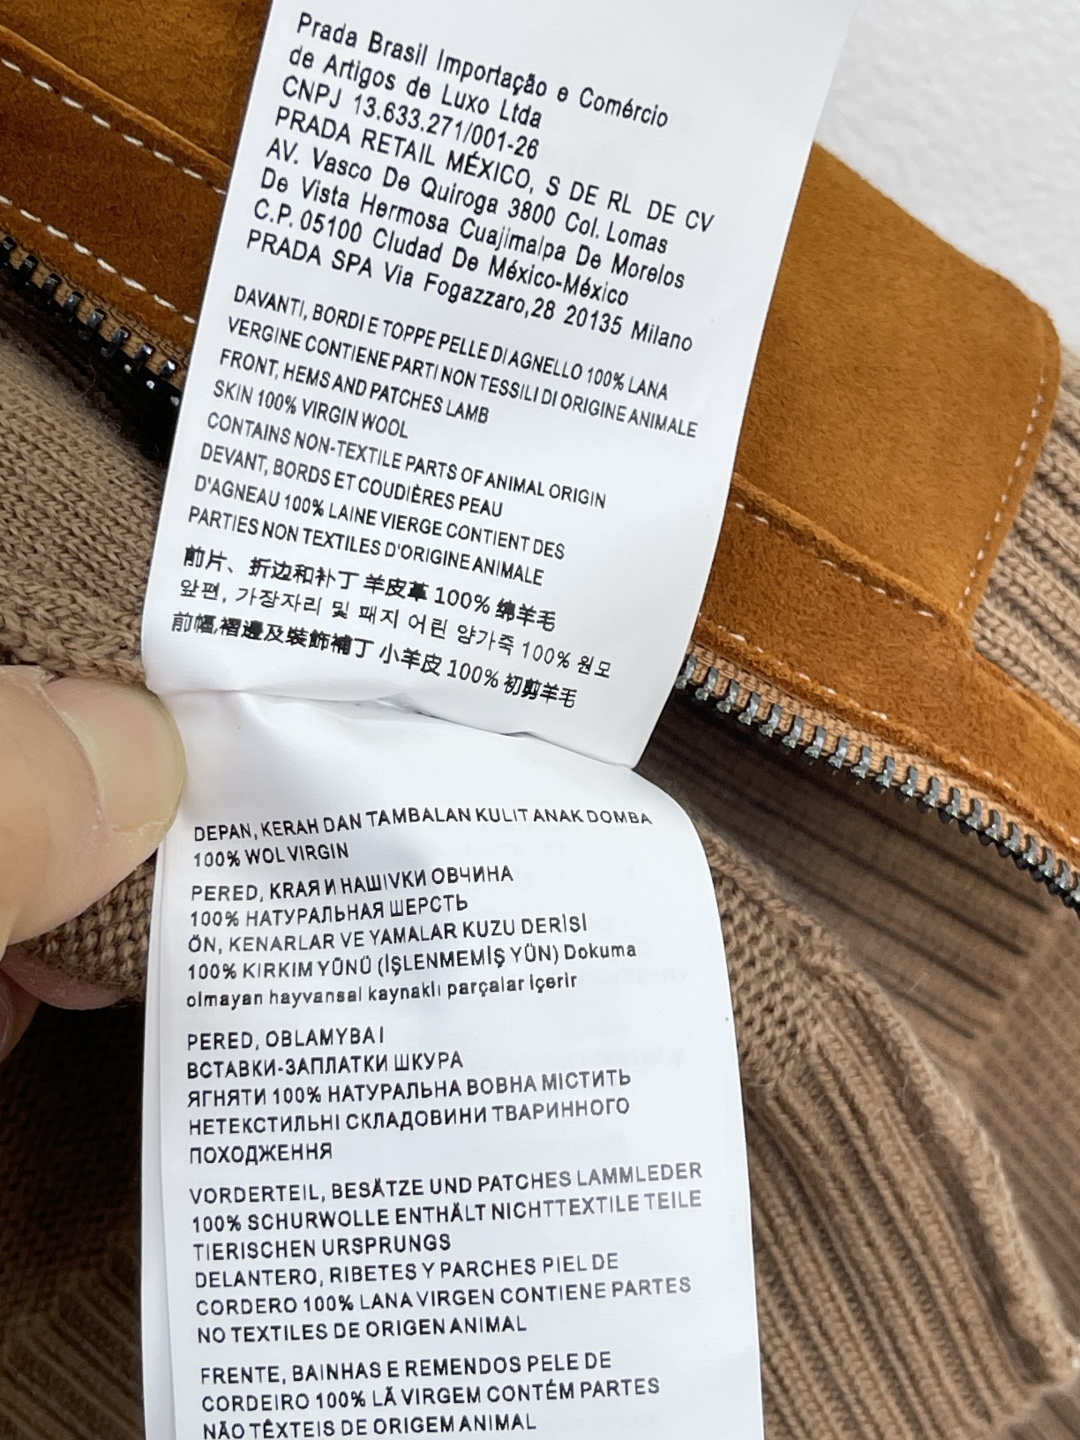 Prada Brasil Importação e Comércio
de Artigos de Luxo Ltda
CNPJ 13.633.271/001-26
PRADA RETAIL MÉXICO, S DE RL DE CV
AV. Vasco De Quiroga 3800 Col. Lomas
De Vista Hermosa Cuajimalpa De Morelos
C.P. 05100 Cludad De México-México
PRADA SPA Via Fogazzaro,28 20135 Milano
DAVANTI, BORDI E TOPPE PELLE DI AGNELLO 100% LANA
VERGINE CONTIENE PARTI NON TESSILI DI ORIGINE ANIMALE
FRONT, HEMS AND PATCHES LAMB
SKIN 100% VIRGIN WOOL
CONTAINS NON-TEXTILE PARTS OF ANIMAL ORIGIN
DEVANT, BORDS ET COUDIÈRES PEAU
D'AGNEAU 100% LAINE VIERGE CONTIENT DES
PARTIES NON TEXTILES D'ORIGINE ANIMALE
前片、折边和补丁 羊皮革 100% 绵羊毛
앞편, 가장자리 및 패지 어린 양가죽 100% 원모
前幅,褶邊及裝飾補丁 小羊皮 100% 初剪羊毛
DEPAN, KERAH DAN TAMBALAN KULIT ANAK DOMBA
100% WOL VIRGIN
PERED, KRAЯ И НАШIVКИ ОВЧИНА
100% НАТУРАЛЬНАЯ ШЕРСТЬ
ÖN, KENARLAR VE YAMALAR KUZU DERİSİ
100% KIRKIM YÜNÜ (İŞLENMEMİŞ YÜN) Dokuma
olmayan hayvansal kaynaklı parçalar içerir
PERED, OBLAMYBAI
ВСТАВКИ-ЗАПЛАТКИ ШКУРА
ЯГНЯТИ 100% НАТУРАЛЬНА ВОВНА МІСТИТЬ
НЕТЕКСТИЛЬНІ СКЛАДОВИНИ ТВАРИННОГО
ПОХОДЖЕННЯ
VORDERTEIL, BESÄTZE UND PATCHES LAMMLEDER
100% SCHURWOLLE ENTHÄLT NICHTTEXTILE TEILE
TIERISCHEN URSPRUNGS
DELANTERO, RIBETES Y PARCHES PIEL DE
CORDERO 100% LANA VIRGEN CONTIENE PARTES
NO TEXTILES DE ORIGEN ANIMAL
FRENTE, BAINHAS E REMENDOS PELE DE
CORDEIRO 100% LÃ VIRGEM CONTÉM PARTES
NÃO TÊXTEIS DE ORIGEM ANIMAL